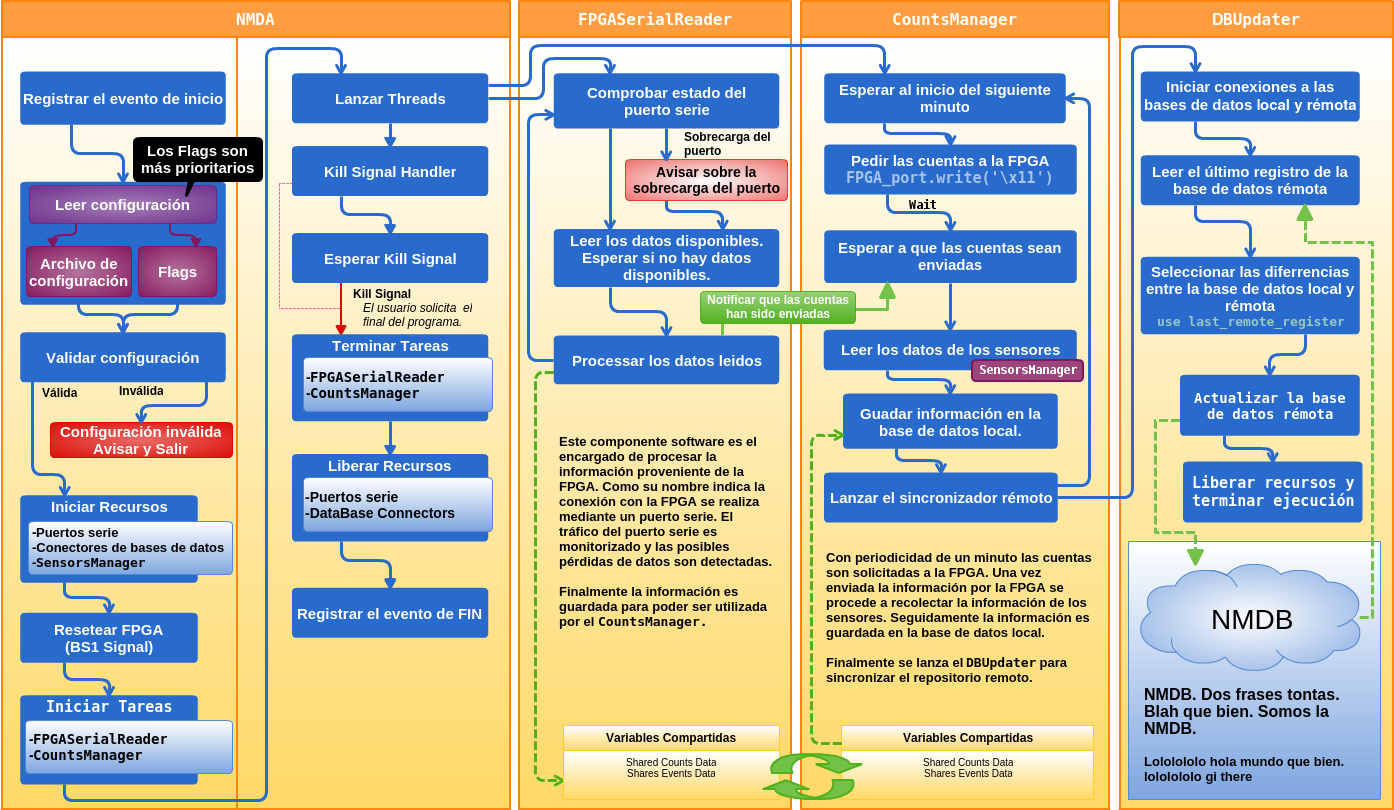 NMDA
Registrar el evento de inicio
Los Flags son
más prioritarios
Leer configuración
Archivo de
configuración
Flags
Validar configuración
Válida
Inválida
Configuración inválida
Avisar y Salir
Iniciar Recursos
-Puertos serie
-Conectores de bases de datos
-SensorsManager
Resetear FPGA
(BS1 Signal)
Iniciar Tareas
-FPGASerialReader
-CountsManager
Lanzar Threads
Kill Signal Handler
Esperar Kill Signal
Kill Signal
El usuario solicita el
final del programa.
Terminar Tareas
-FPGASerialReader
-CountsManager
Liberar Recursos
-Puertos serie
-DataBase Connectors
Registrar el evento de FIN
FPGASerialReader
Comprobar estado del
puerto serie
Sobrecarga del
puerto
Avisar sobre la
sobrecarga del puerto
Leer los datos disponibles.
Esperar si no hay datos
disponibles.
Notificar que las cuentas
han sido enviadas
Processar los datos leidos
Este componente software es el
encargado de procesar la
información proveniente de la
FPGA. Como su nombre indica la
conexión con la FPGA se realiza
mediante un puerto serie. El
tráfico del puerto serie es
monitorizado y las posibles
pérdidas de datos son detectadas.
Finalmente la información es
guardada para poder ser utilizada
por el CountsManager.
Variables Compartidas
Shared Counts Data
Shares Events Data
CountsManager
Esperar al inicio del siguiente
minuto
Pedir las cuentas a la FPGA
FPGA_port.write('\x11')
Wait
Esperar a que las cuentas sean
enviadas
Leer los datos de los sensores
SensorsManager
Guadar información en la
base de datos local.
Lanzar el sincronizador rémoto
Con periodicidad de un minuto las cuentas
son solicitadas a la FPGA. Una vez
enviada la información por la FPGA se
procede a recolectar la información de los
sensores. Seguidamente la información es
guardada en la base de datos local.
Finalmente se lanza el DBUpdater para
sincronizar el repositorio remoto.
Variables Compartidas
Shared Counts Data
Shares Events Data
DBUpdater
Iniciar conexiones a las
bases de datos local y rémota
Leer el último registro de la
base de datos rémota
Seleccionar las diferrencias
entre la base de datos local y
rémota
use last_remote_register
Actualizar la base
de datos rémota
Liberar recursos y
terminar ejecución
NMDB
NMDB. Dos frases tontas.
Blah que bien. Somos la
NMDB.
Lolololololo hola mundo que bien.
lololololo gi there